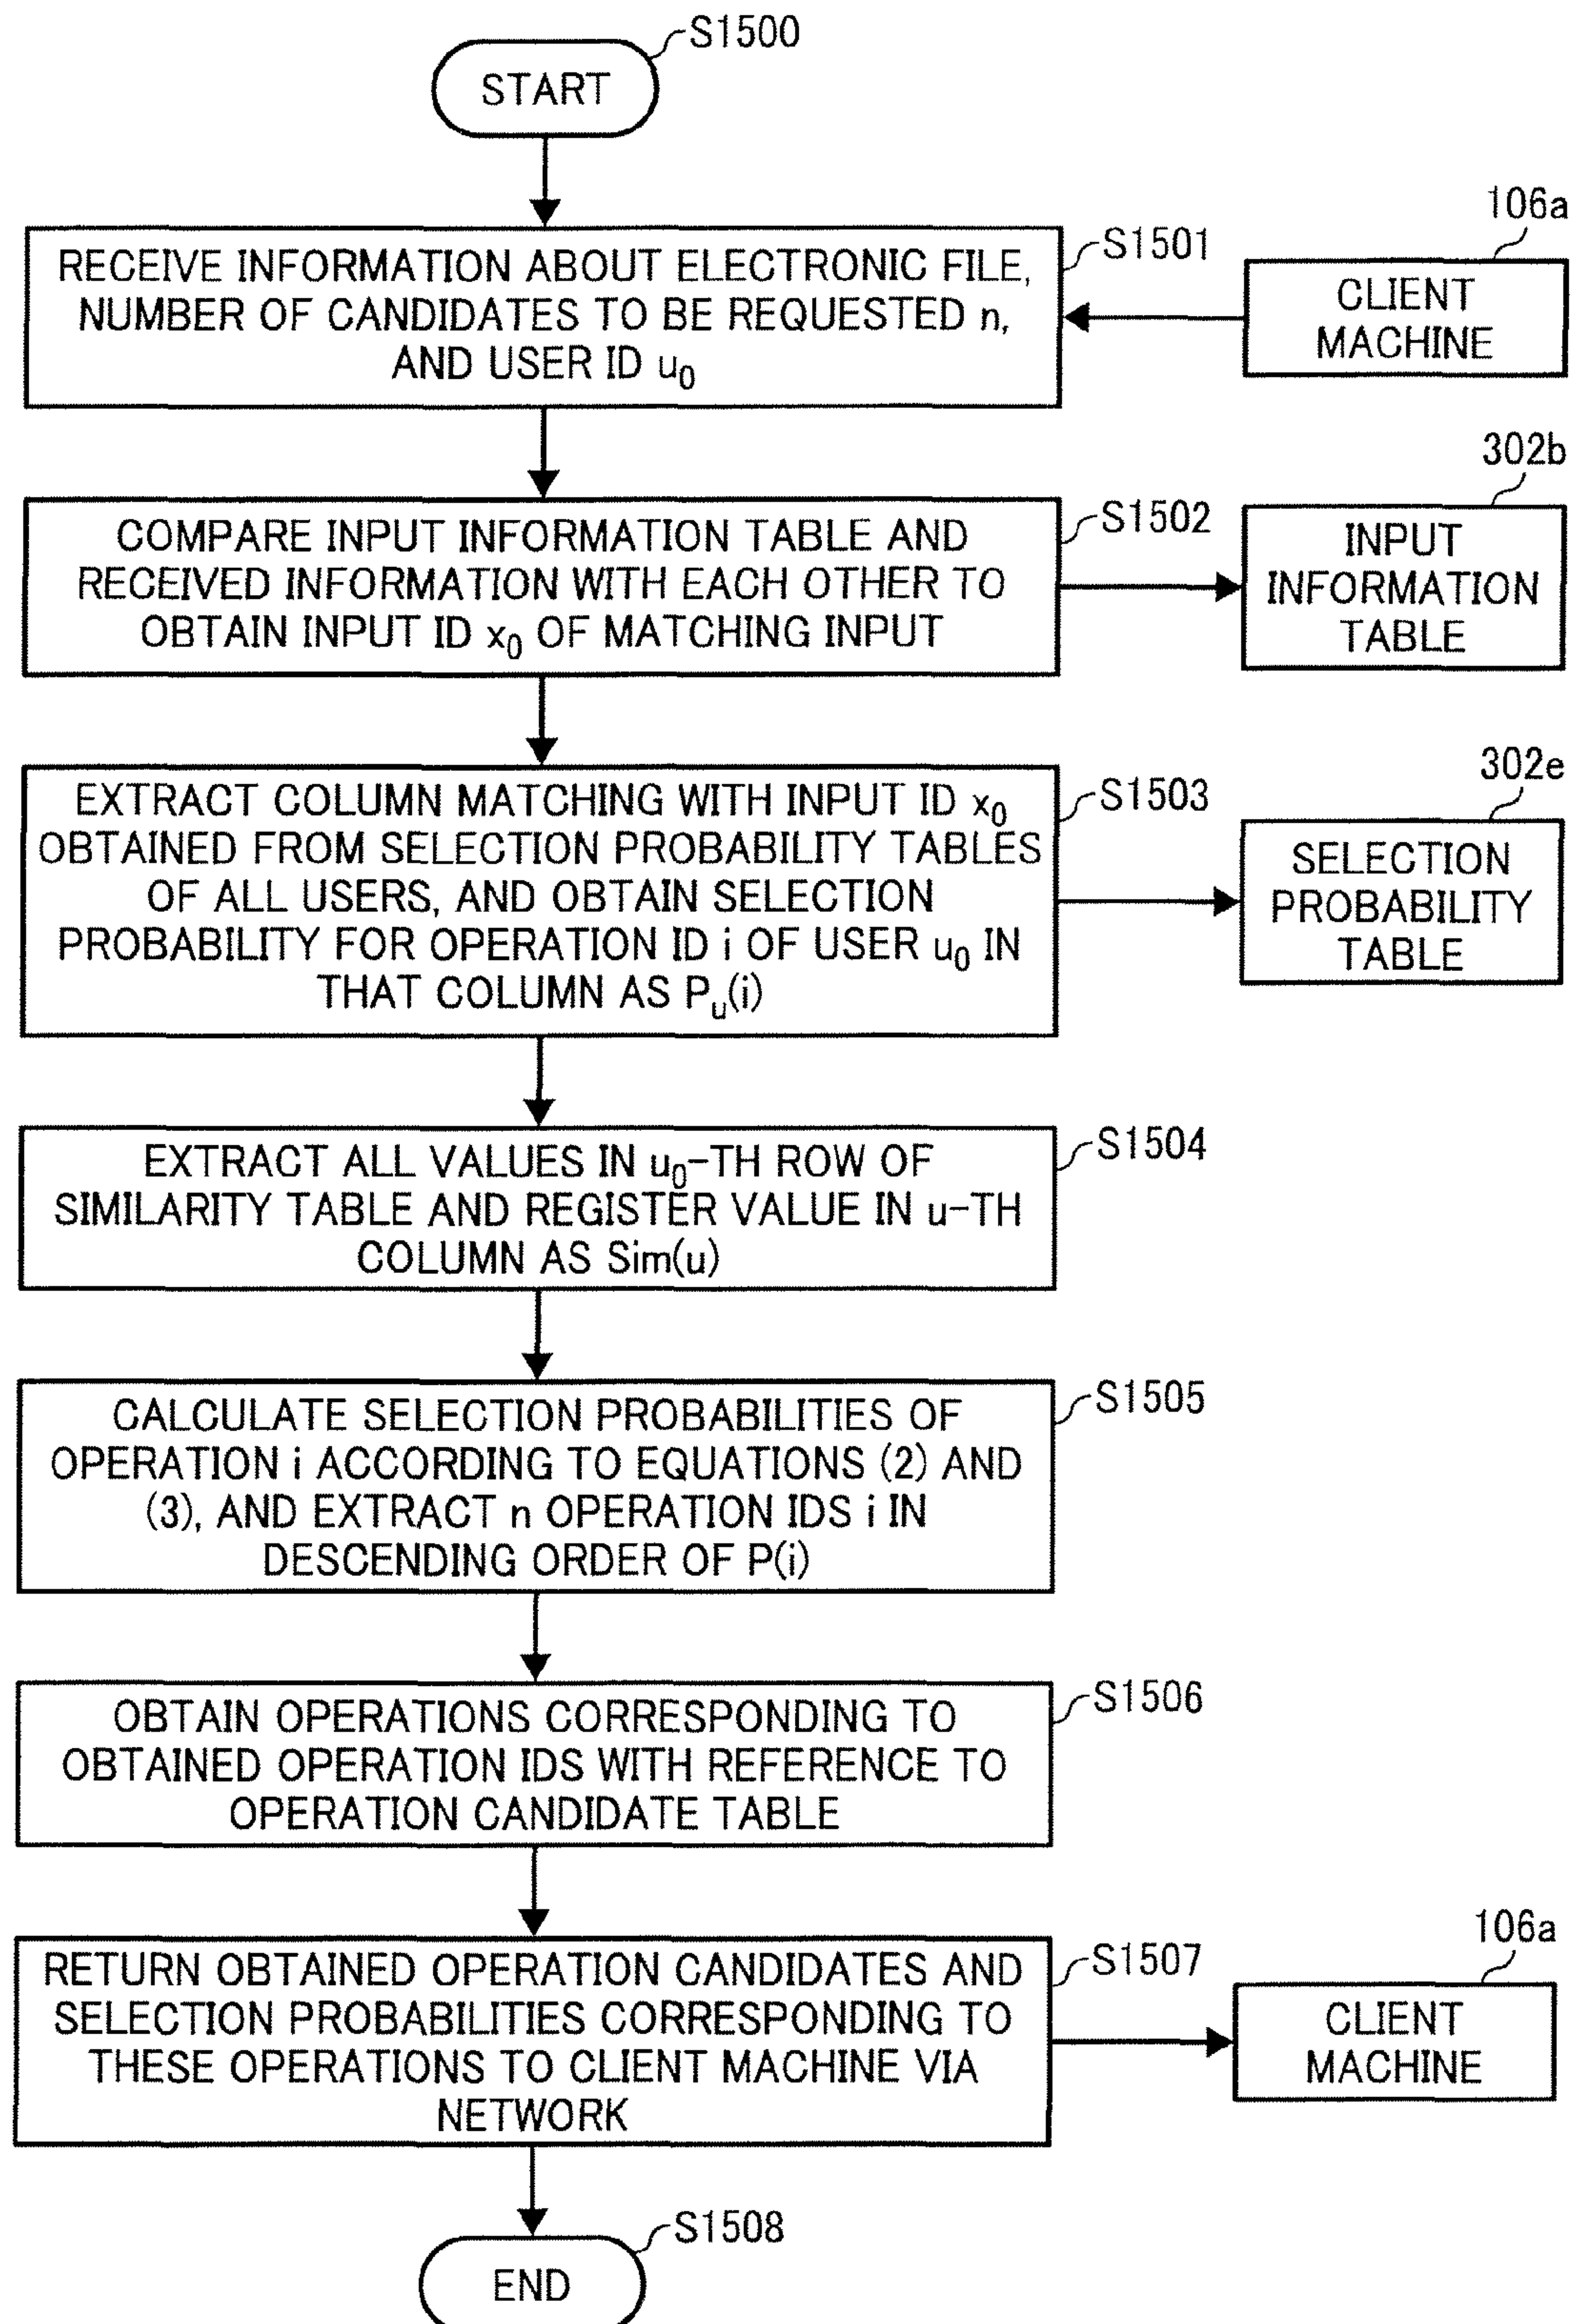 S1500
START
RECEIVE INFORMATION ABOUT ELECTRONIC FILE,
NUMBER OF CANDIDATES TO BE REQUESTED n,
AND USER ID u₀
S1501
106a
CLIENT
MACHINE
COMPARE INPUT INFORMATION TABLE AND
RECEIVED INFORMATION WITH EACH OTHER TO
OBTAIN INPUT ID x₀ OF MATCHING INPUT
S1502
302b
INPUT
INFORMATION
TABLE
EXTRACT COLUMN MATCHING WITH INPUT ID x₀
OBTAINED FROM SELECTION PROBABILITY TABLES
OF ALL USERS, AND OBTAIN SELECTION
PROBABILITY FOR OPERATION ID i OF USER u₀ IN
THAT COLUMN AS Pᵤ(i)
S1503
302e
SELECTION
PROBABILITY
TABLE
EXTRACT ALL VALUES IN u₀-TH ROW OF
SIMILARITY TABLE AND REGISTER VALUE IN u-TH
COLUMN AS Sim(u)
S1504
CALCULATE SELECTION PROBABILITIES OF
OPERATION i ACCORDING TO EQUATIONS (2) AND
(3), AND EXTRACT n OPERATION IDS i IN
DESCENDING ORDER OF P(i)
S1505
OBTAIN OPERATIONS CORRESPONDING TO
OBTAINED OPERATION IDS WITH REFERENCE TO
OPERATION CANDIDATE TABLE
S1506
RETURN OBTAINED OPERATION CANDIDATES AND
SELECTION PROBABILITIES CORRESPONDING TO
THESE OPERATIONS TO CLIENT MACHINE VIA
NETWORK
S1507
106a
CLIENT
MACHINE
S1508
END